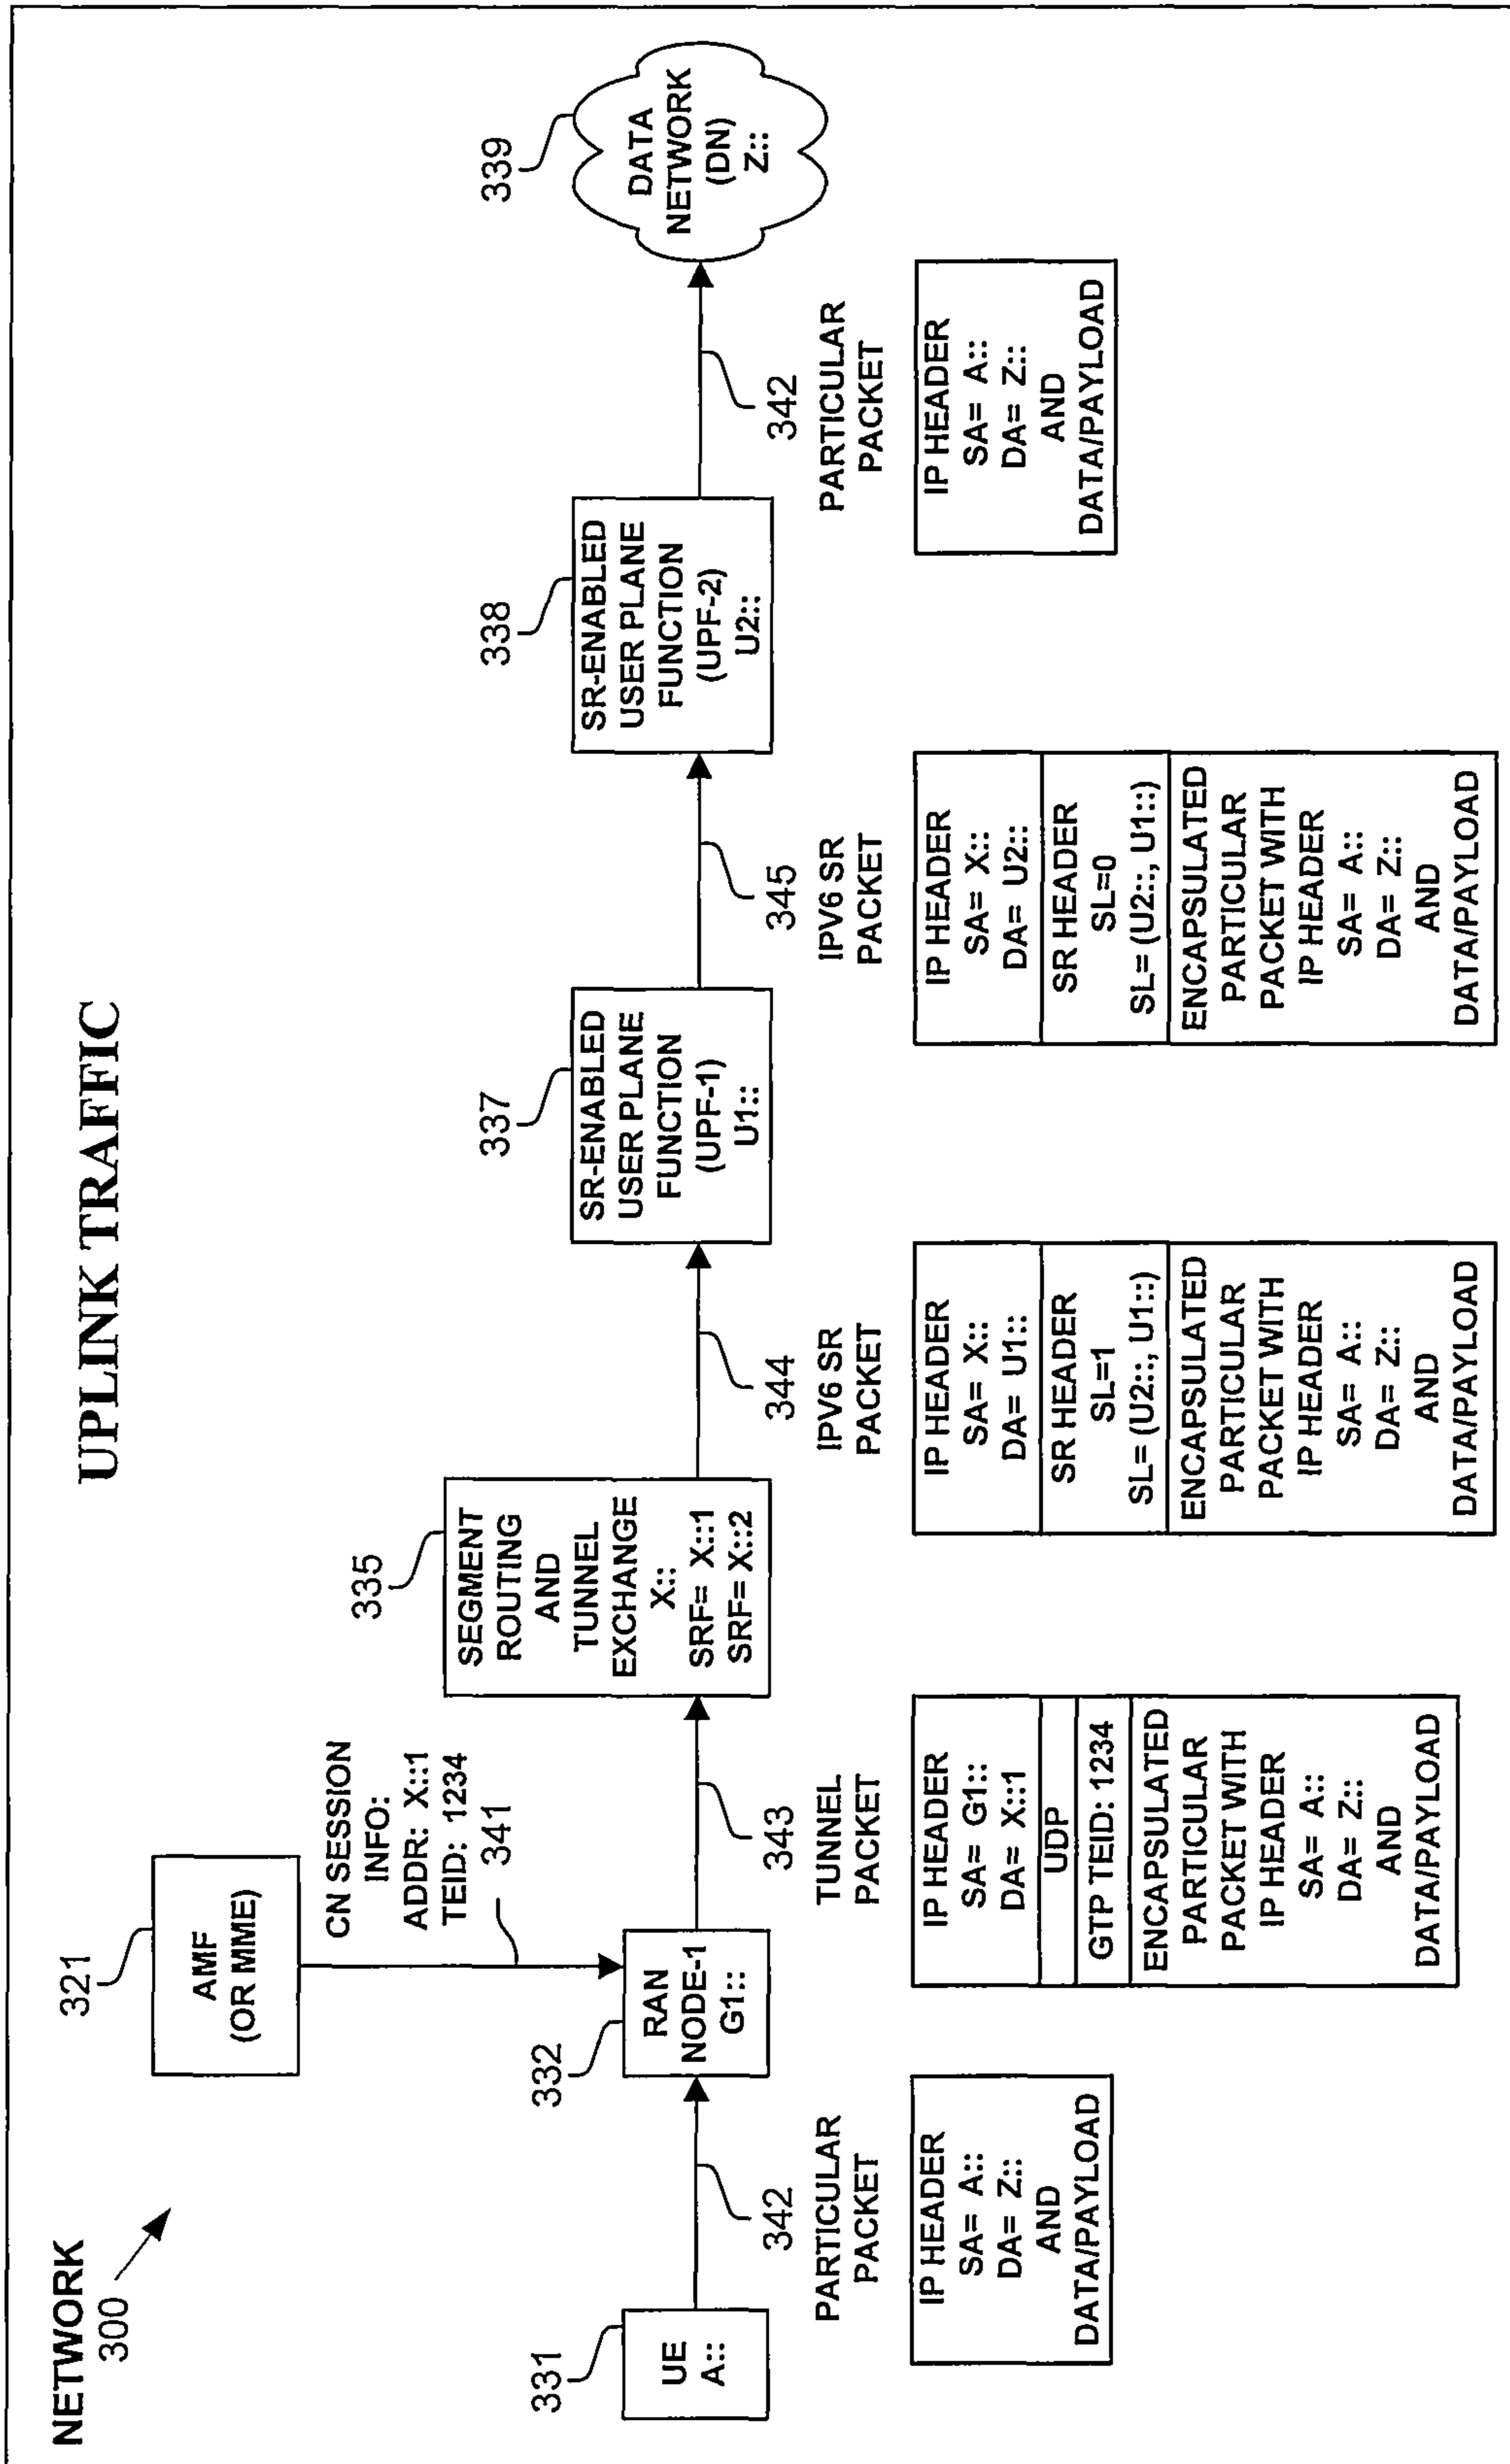 UPLINK TRAFFIC
NETWORK
300
321
AMF
(OR MME)
CN SESSION
INFO:
ADDR: X::1
TEID: 1234
341
331
UE
A::
342
PARTICULAR
PACKET
IP HEADER
SA= A::
DA= Z::
AND
DATA/PAYLOAD
332
RAN
NODE-1
G1::
343
TUNNEL
PACKET
IP HEADER
SA= G1::
DA= X::1
UDP
GTP TEID: 1234
ENCAPSULATED
PARTICULAR
PACKET WITH
IP HEADER
SA= A::
DA= Z::
AND
DATA/PAYLOAD
335
SEGMENT
ROUTING
AND
TUNNEL
EXCHANGE
X::
SRF= X::1
SRF= X::2
344
IPV6 SR
PACKET
IP HEADER
SA= X::
DA= U1::
SR HEADER
SL=1
SL= (U2::, U1::)
ENCAPSULATED
PARTICULAR
PACKET WITH
IP HEADER
SA= A::
DA= Z::
AND
DATA/PAYLOAD
337
SR-ENABLED
USER PLANE
FUNCTION
(UPF-1)
U1::
345
IPV6 SR
PACKET
IP HEADER
SA= X::
DA= U2::
SR HEADER
SL=0
SL= (U2::, U1::)
ENCAPSULATED
PARTICULAR
PACKET WITH
IP HEADER
SA= A::
DA= Z::
AND
DATA/PAYLOAD
338
SR-ENABLED
USER PLANE
FUNCTION
(UPF-2)
U2::
342
PARTICULAR
PACKET
IP HEADER
SA= A::
DA= Z::
AND
DATA/PAYLOAD
339
DATA
NETWORK
(DN)
Z::